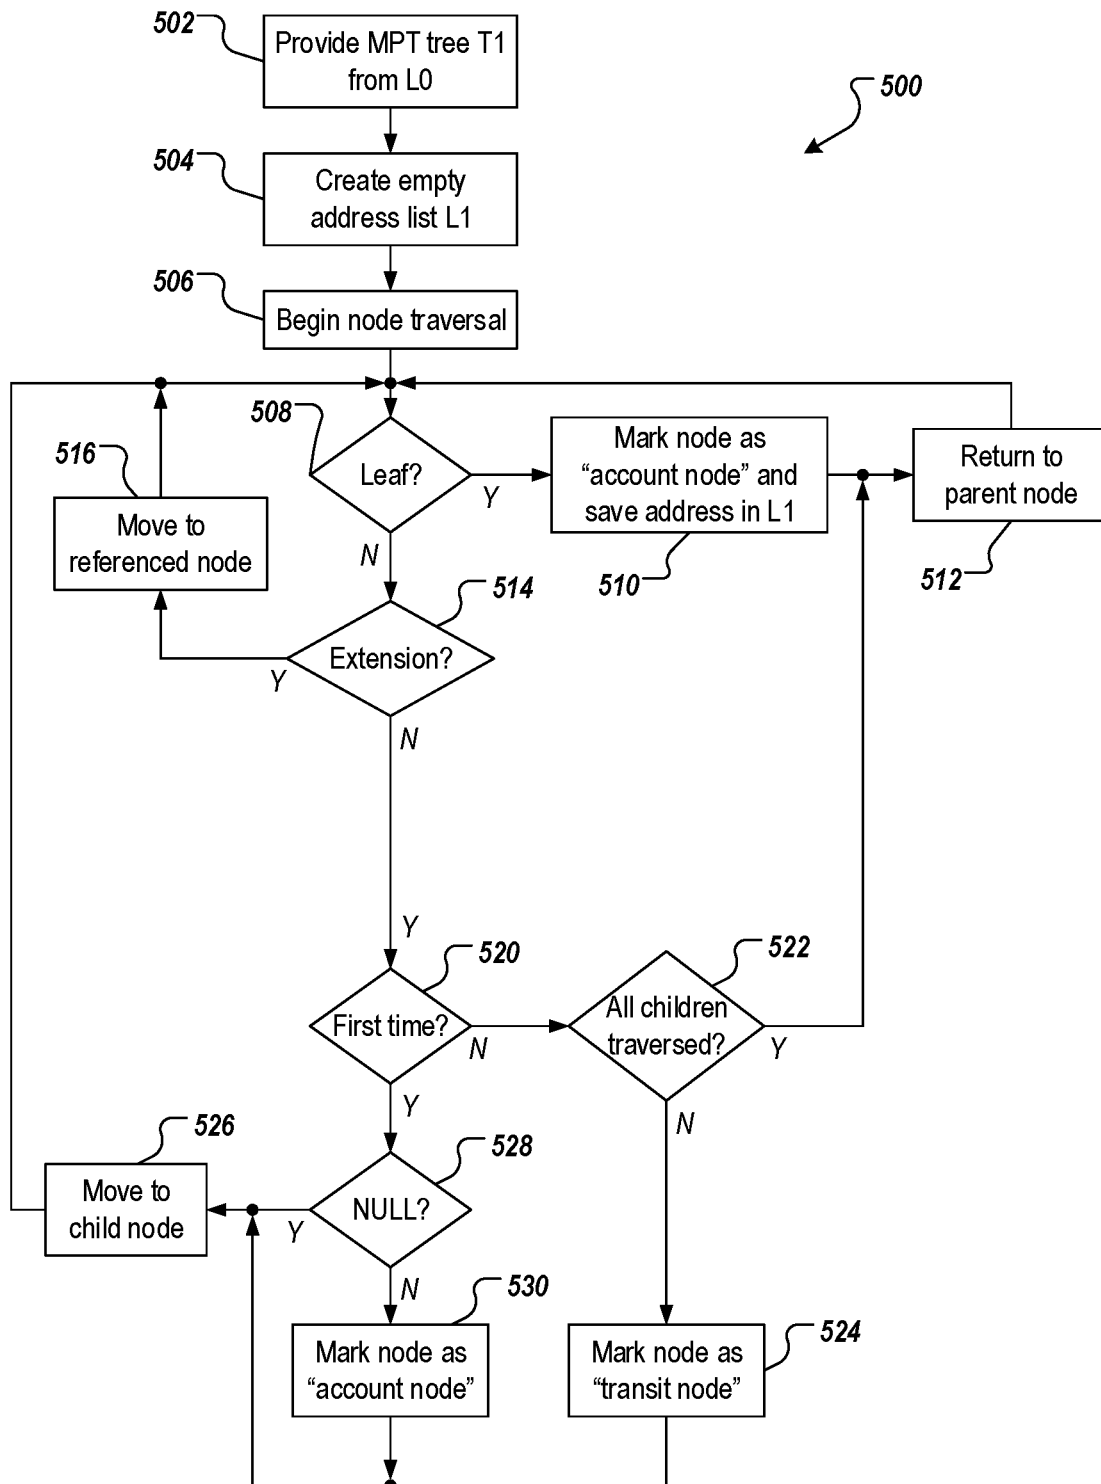 502
Provide MPT tree T1
from L0
500
504
Create empty
address list L1
506
Begin node traversal
508
Leaf?
Y
N
Mark node as
“account node” and
save address in L1
510
Return to
parent node
512
516
Move to
referenced node
514
Extension?
Y
N
Y
520
First time?
N
Y
522
All children
traversed?
Y
N
526
Move to
child node
528
NULL?
Y
N
530
Mark node as
“account node”
524
Mark node as
“transit node”